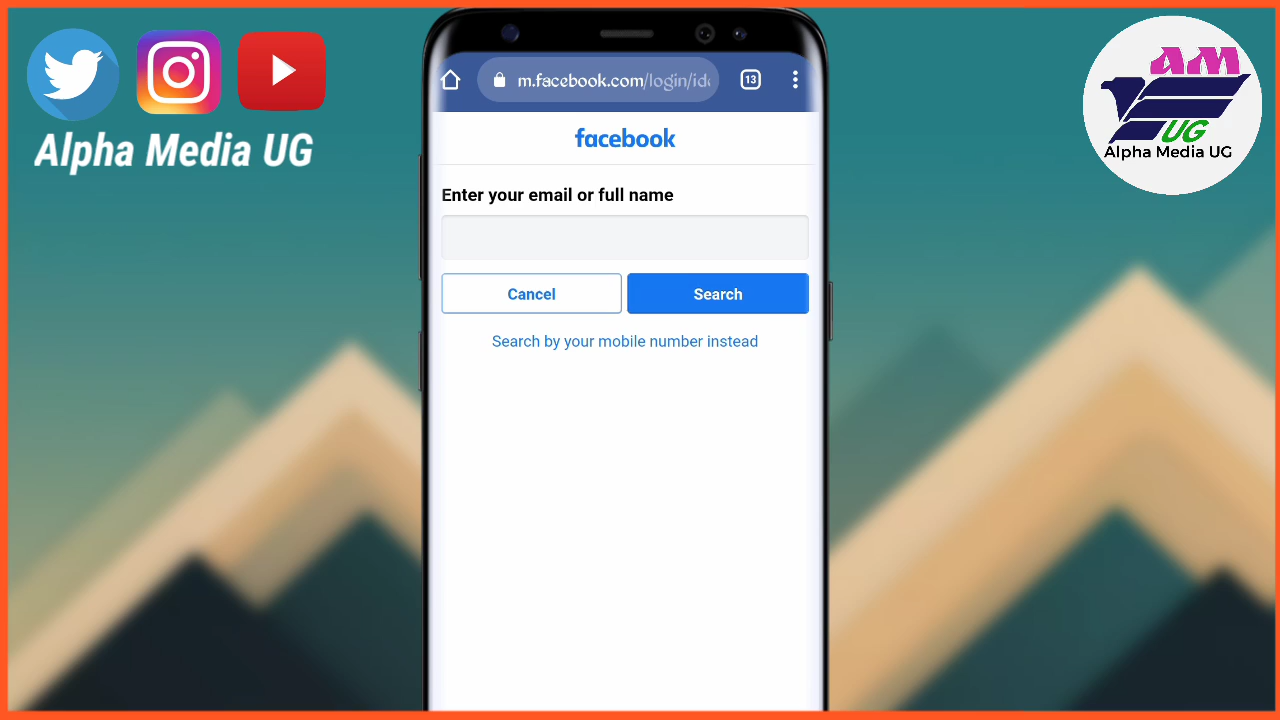 Alpha Media UG
AM
UG
Alpha Media UG
m.facebook.com/login/id
13
facebook
Enter your email or full name
Cancel
Search
Search by your mobile number instead